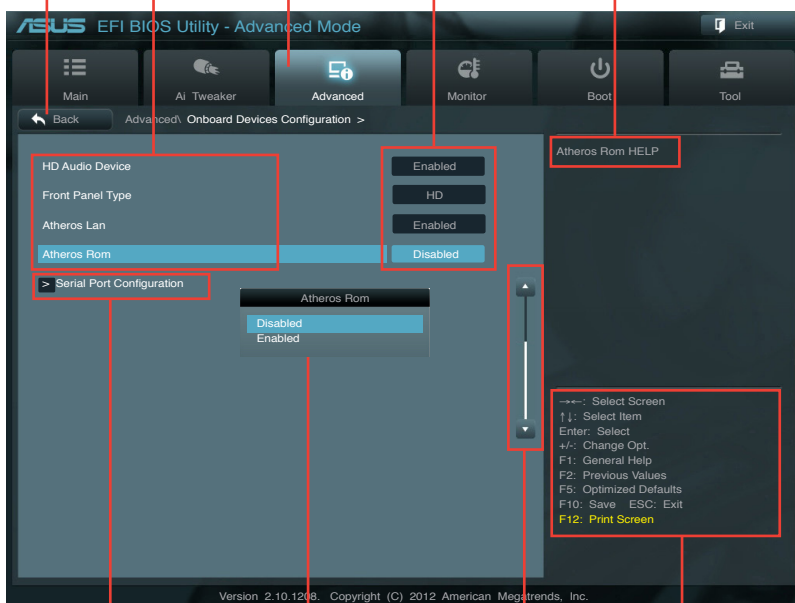 ASUS EFI BIOS Utility - Advanced Mode
Exit
Main
Ai Tweaker
Advanced
Monitor
Boot
Tool
Back
Advanced\ Onboard Devices Configuration >
HD Audio Device
Enabled
Front Panel Type
HD
Atheros Lan
Enabled
Atheros Rom
Disabled
> Serial Port Configuration
Atheros Rom
Disabled
Enabled
Atheros Rom HELP
→←: Select Screen
↑↓: Select Item
Enter: Select
+/-: Change Opt.
F1: General Help
F2: Previous Values
F5: Optimized Defaults
F10: Save ESC: Exit
F12: Print Screen
Version 2.10.1208. Copyright (C) 2012 American Megatrends, Inc.